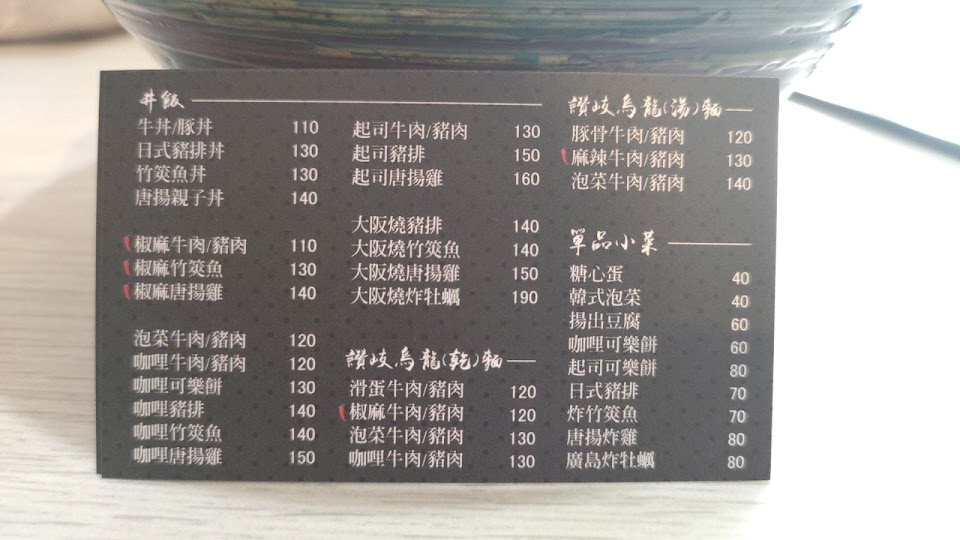 丼飯
牛丼/豚丼 110
日式豬排丼 130
竹筴魚丼 130
唐揚親子丼 140
椒麻牛肉/豬肉 110
椒麻竹筴魚 130
椒麻唐揚雞 140
泡菜牛肉/豬肉 120
咖哩牛肉/豬肉 120
咖哩可樂餅 130
咖哩豬排 140
咖哩竹筴魚 140
咖哩唐揚雞 150
起司牛肉/豬肉 130
起司豬排 150
起司唐揚雞 160
大阪燒豬排 140
大阪燒竹筴魚 140
大阪燒唐揚雞 150
大阪燒炸牡蠣 190
讚岐烏龍(乾)麵
滑蛋牛肉/豬肉 120
椒麻牛肉/豬肉 120
泡菜牛肉/豬肉 130
咖哩牛肉/豬肉 130
讚岐烏龍(湯)麵
豚骨牛肉/豬肉 120
麻辣牛肉/豬肉 130
泡菜牛肉/豬肉 140
單品小菜
糖心蛋 40
韓式泡菜 40
揚出豆腐 60
咖哩可樂餅 60
起司可樂餅 80
日式豬排 70
炸竹筴魚 70
唐揚炸雞 80
廣島炸牡蠣 80